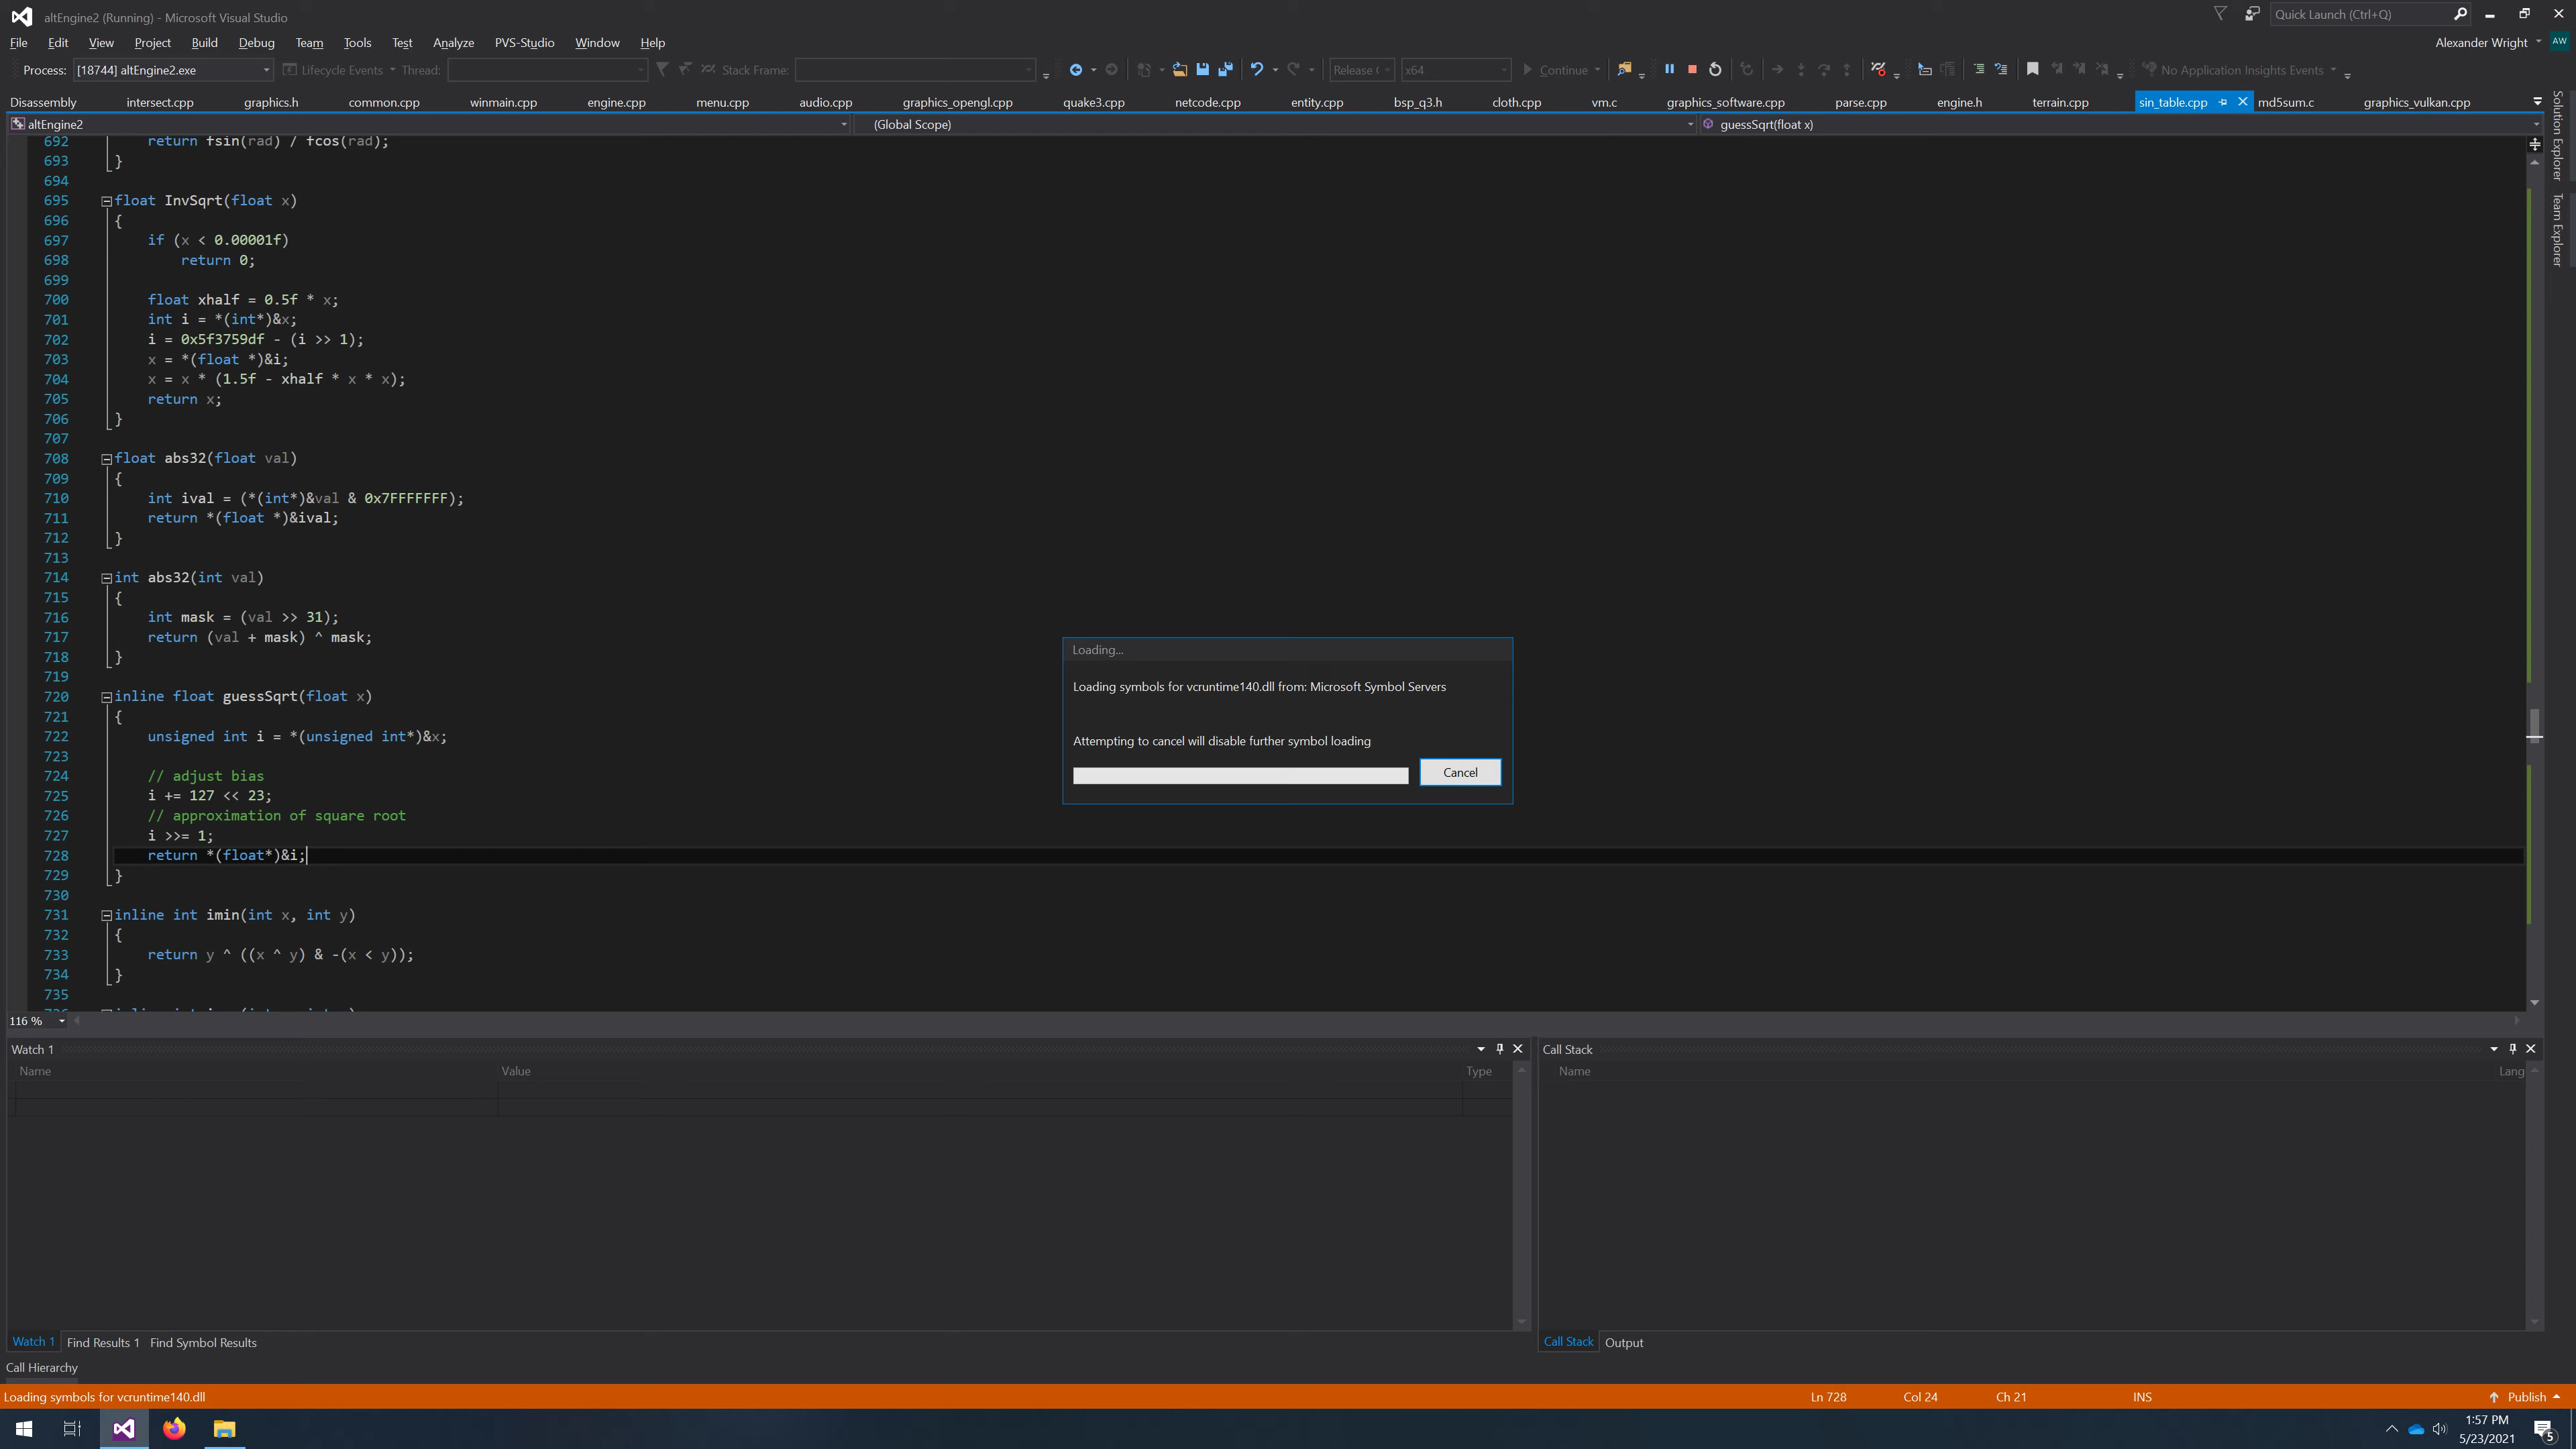 altEngine2 (Running) - Microsoft Visual Studio
Quick Launch (Ctrl+Q)
File Edit View Project Build Debug Team Tools Test Analyze PVS-Studio Window Help
Alexander Wright AW
Process: [18744] altEngine2.exe Lifecycle Events Thread: Stack Frame: Release x64 Continue No Application Insights Events
Disassembly intersect.cpp graphics.h common.cpp winmain.cpp engine.cpp menu.cpp audio.cpp graphics_opengl.cpp quake3.cpp netcode.cpp entity.cpp bsp_q3.h cloth.cpp vm.c graphics_software.cpp parse.cpp engine.h terrain.cpp sin_table.cpp md5sum.c graphics_vulkan.cpp
altEngine2 (Global Scope) guessSqrt(float x)
Solution Explorer
Team Explorer
692 return fsin(rad) / fcos(rad);
693 }
694
695 float InvSqrt(float x)
696 {
697 if (x < 0.00001f)
698 return 0;
699
700 float xhalf = 0.5f * x;
701 int i = *(int*)&x;
702 i = 0x5f3759df - (i >> 1);
703 x = *(float *)&i;
704 x = x * (1.5f - xhalf * x * x);
705 return x;
706 }
707
708 float abs32(float val)
709 {
710 int ival = (*(int*)&val & 0x7FFFFFFF);
711 return *(float *)&ival;
712 }
713
714 int abs32(int val)
715 {
716 int mask = (val >> 31);
717 return (val + mask) ^ mask;
718 }
719
720 inline float guessSqrt(float x)
721 {
722 unsigned int i = *(unsigned int*)&x;
723
724 // adjust bias
725 i += 127 << 23;
726 // approximation of square root
727 i >>= 1;
728 return *(float*)&i;
729 }
730
731 inline int imin(int x, int y)
732 {
733 return y ^ ((x ^ y) & -(x < y));
734 }
735
Loading...
Loading symbols for vcruntime140.dll from: Microsoft Symbol Servers
Attempting to cancel will disable further symbol loading
Cancel
116 %
Watch 1
Name Value Type
Call Stack
Name Lang
Watch 1 Find Results 1 Find Symbol Results
Call Stack Output
Call Hierarchy
Loading symbols for vcruntime140.dll Ln 728 Col 24 Ch 21 INS Publish
1:57 PM
5/23/2021
5